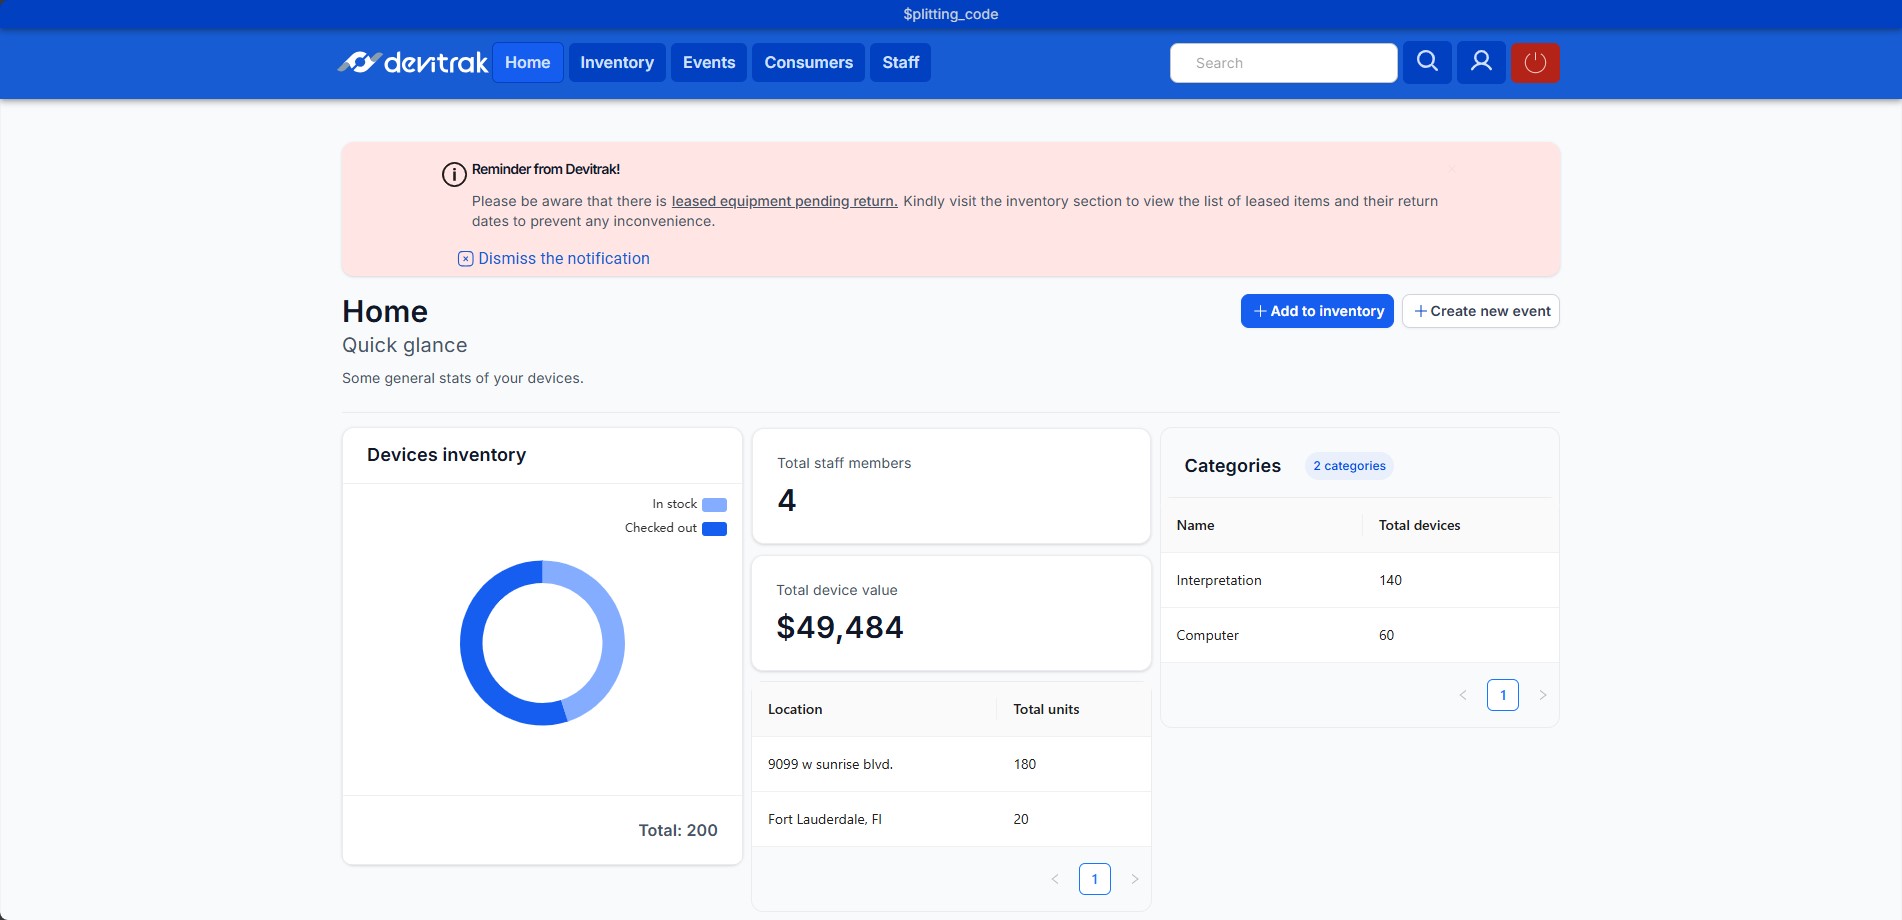 $plitting_code
devitrak
Home
Inventory
Events
Consumers
Staff
Search
Reminder from Devitrak!
Please be aware that there is leased equipment pending return. Kindly visit the inventory section to view the list of leased items and their return
dates to prevent any inconvenience.
Dismiss the notification
Home
Add to inventory
Create new event
Quick glance
Some general stats of your devices.
Devices inventory
In stock
Checked out
Total: 200
Total staff members
4
Total device value
$49,484
Location Total units
9099 w sunrise blvd. 180
Fort Lauderdale, Fl 20
< 1 >
Categories 2 categories
Name Total devices
Interpretation 140
Computer 60
< 1 >